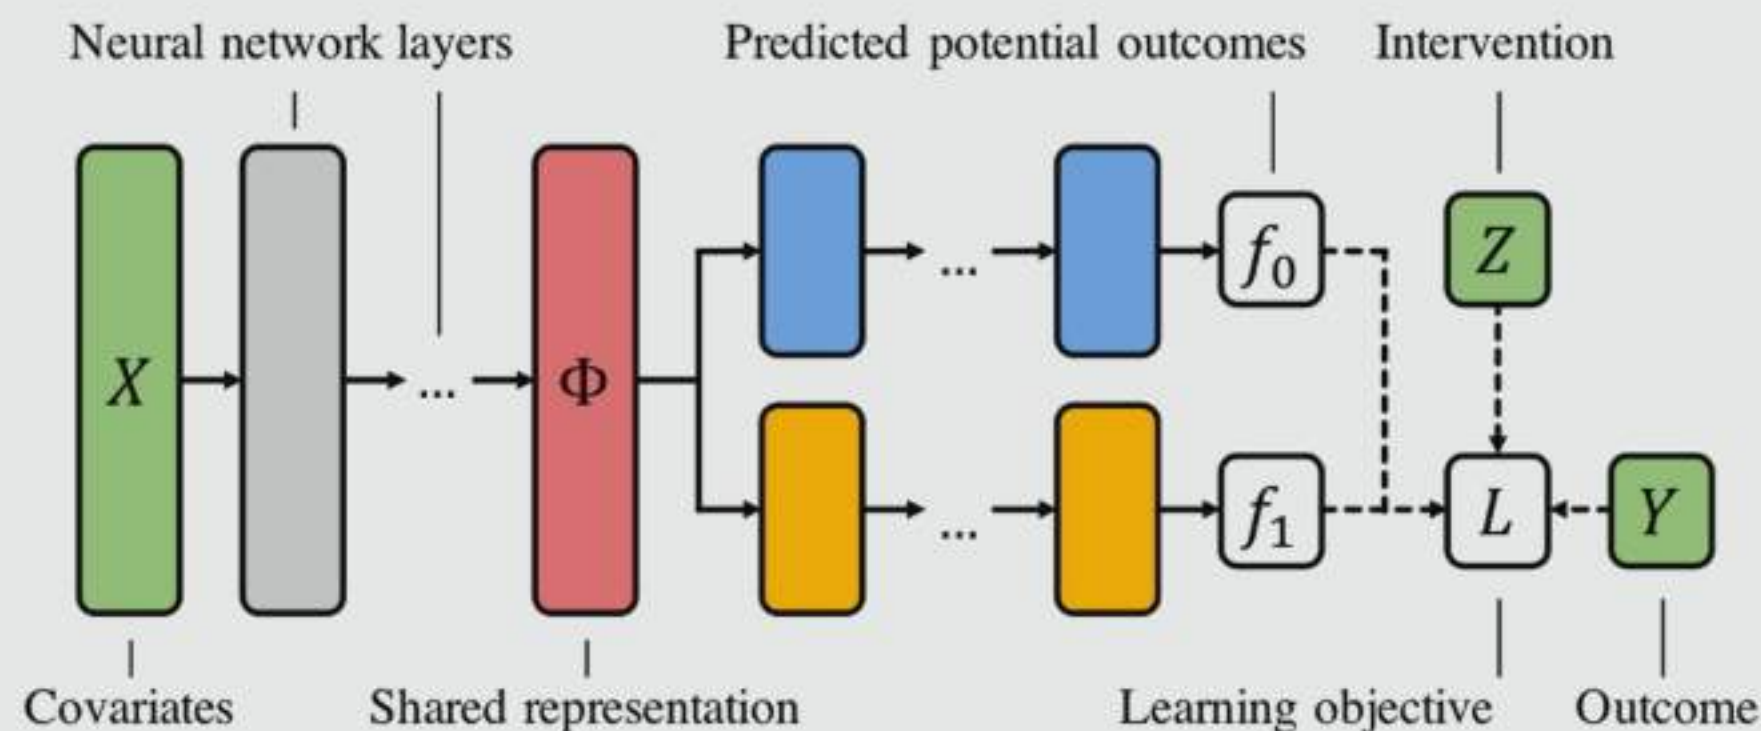 Neural network layers
Predicted potential outcomes
Intervention
X
...
Φ
...
f₀
Z
...
f₁
L
Y
Covariates
Shared representation
Learning objective
Outcome